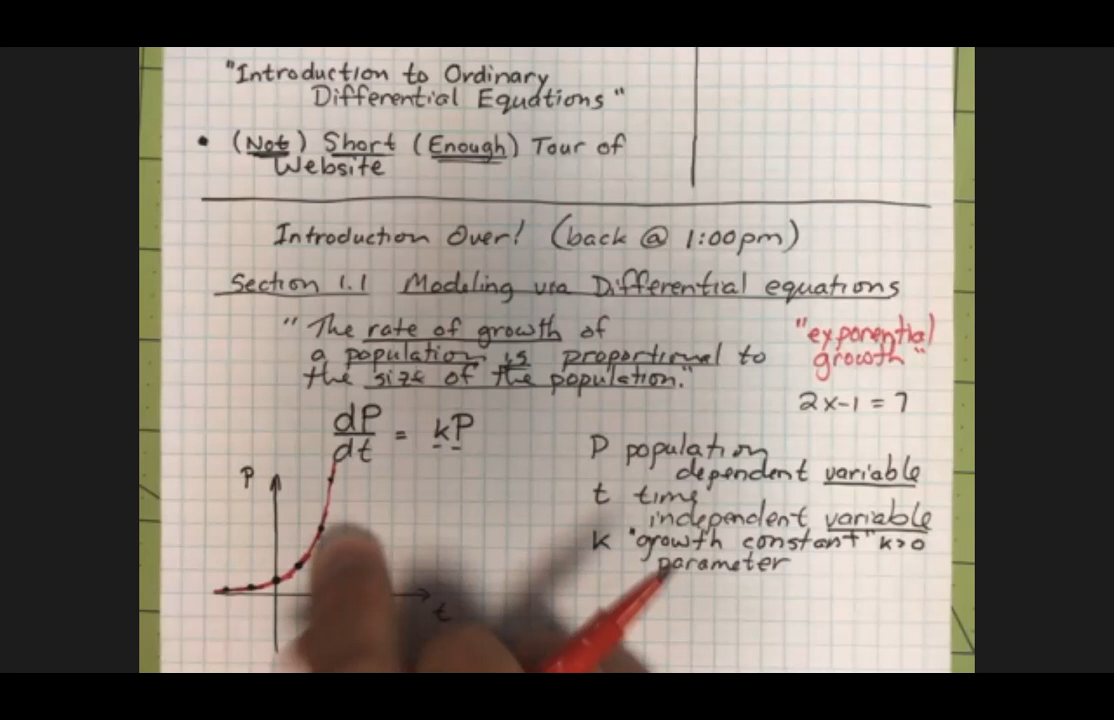 "Introduction to Ordinary
Differential Equations"
• (Not) Short (Enough) Tour of
Website
Introduction Over! (back @ 1:00pm)
Section 1.1 Modeling via Differential equations
"The rate of growth of
a population is proportional to
the size of the population."
"exponential
growth"
2x-1 = 7
dP/dt = kP
P population
dependent variable
t time
independent variable
k "growth constant" k>0
parameter
P
t